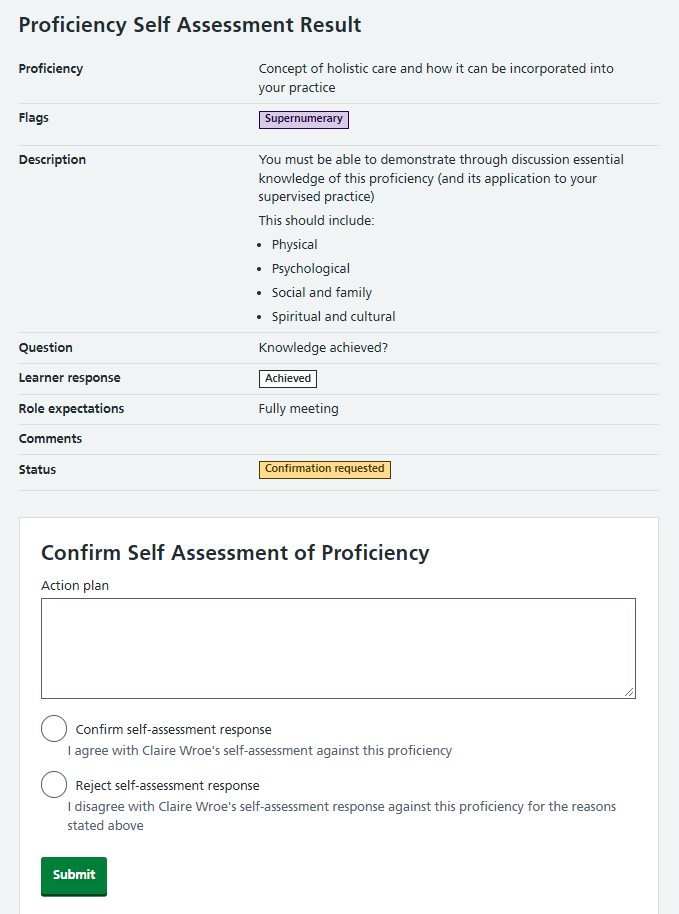 Proficiency Self Assessment Result
Proficiency
Concept of holistic care and how it can be incorporated into
your practice
Flags
Supernumerary
Description
You must be able to demonstrate through discussion essential
knowledge of this proficiency (and its application to your
supervised practice)
This should include:
• Physical
• Psychological
• Social and family
• Spiritual and cultural
Question
Knowledge achieved?
Learner response
Achieved
Role expectations
Fully meeting
Comments
Status
Confirmation requested
Confirm Self Assessment of Proficiency
Action plan
Confirm self-assessment response
I agree with Claire Wroe's self-assessment against this proficiency
Reject self-assessment response
I disagree with Claire Wroe's self-assessment response against this proficiency for the reasons
stated above
Submit